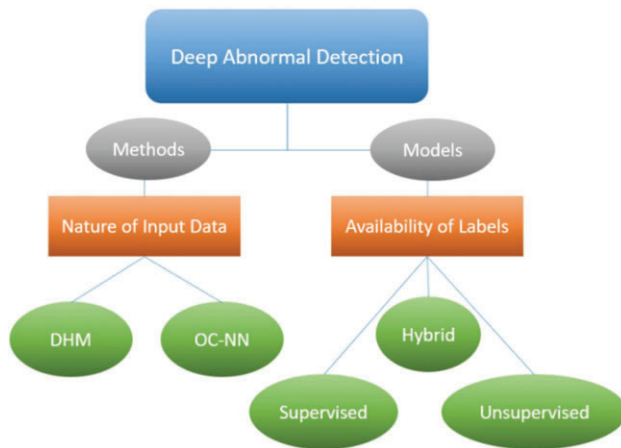 Deep Abnormal Detection
Methods
Models
Nature of Input Data
Availability of Labels
DHM
OC-NN
Hybrid
Supervised
Unsupervised